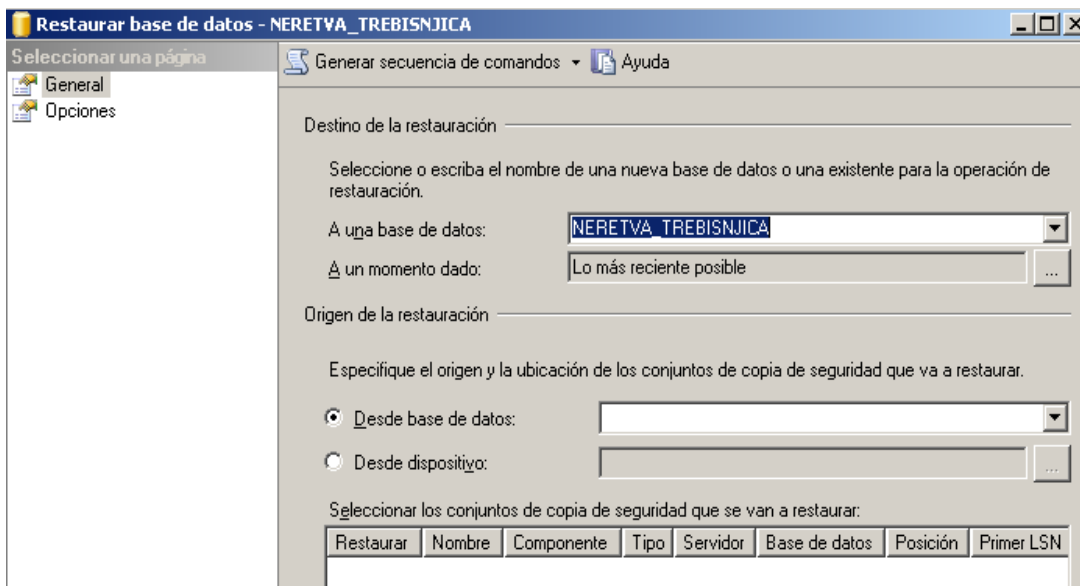 Restaurar base de datos - NERETVA_TREBISNJICA
Seleccionar una página
General
Opciones
Generar secuencia de comandos
Ayuda
Destino de la restauración
Seleccione o escriba el nombre de una nueva base de datos o una existente para la operación de
restauración.
A una base de datos: NERETVA_TREBISNJICA
A un momento dado: Lo más reciente posible ...
Origen de la restauración
Especifique el origen y la ubicación de los conjuntos de copia de seguridad que va a restaurar.
Desde base de datos:
Desde dispositivo: ...
Seleccionar los conjuntos de copia de seguridad que se van a restaurar:
Restaurar Nombre Componente Tipo Servidor Base de datos Posición Primer LSN